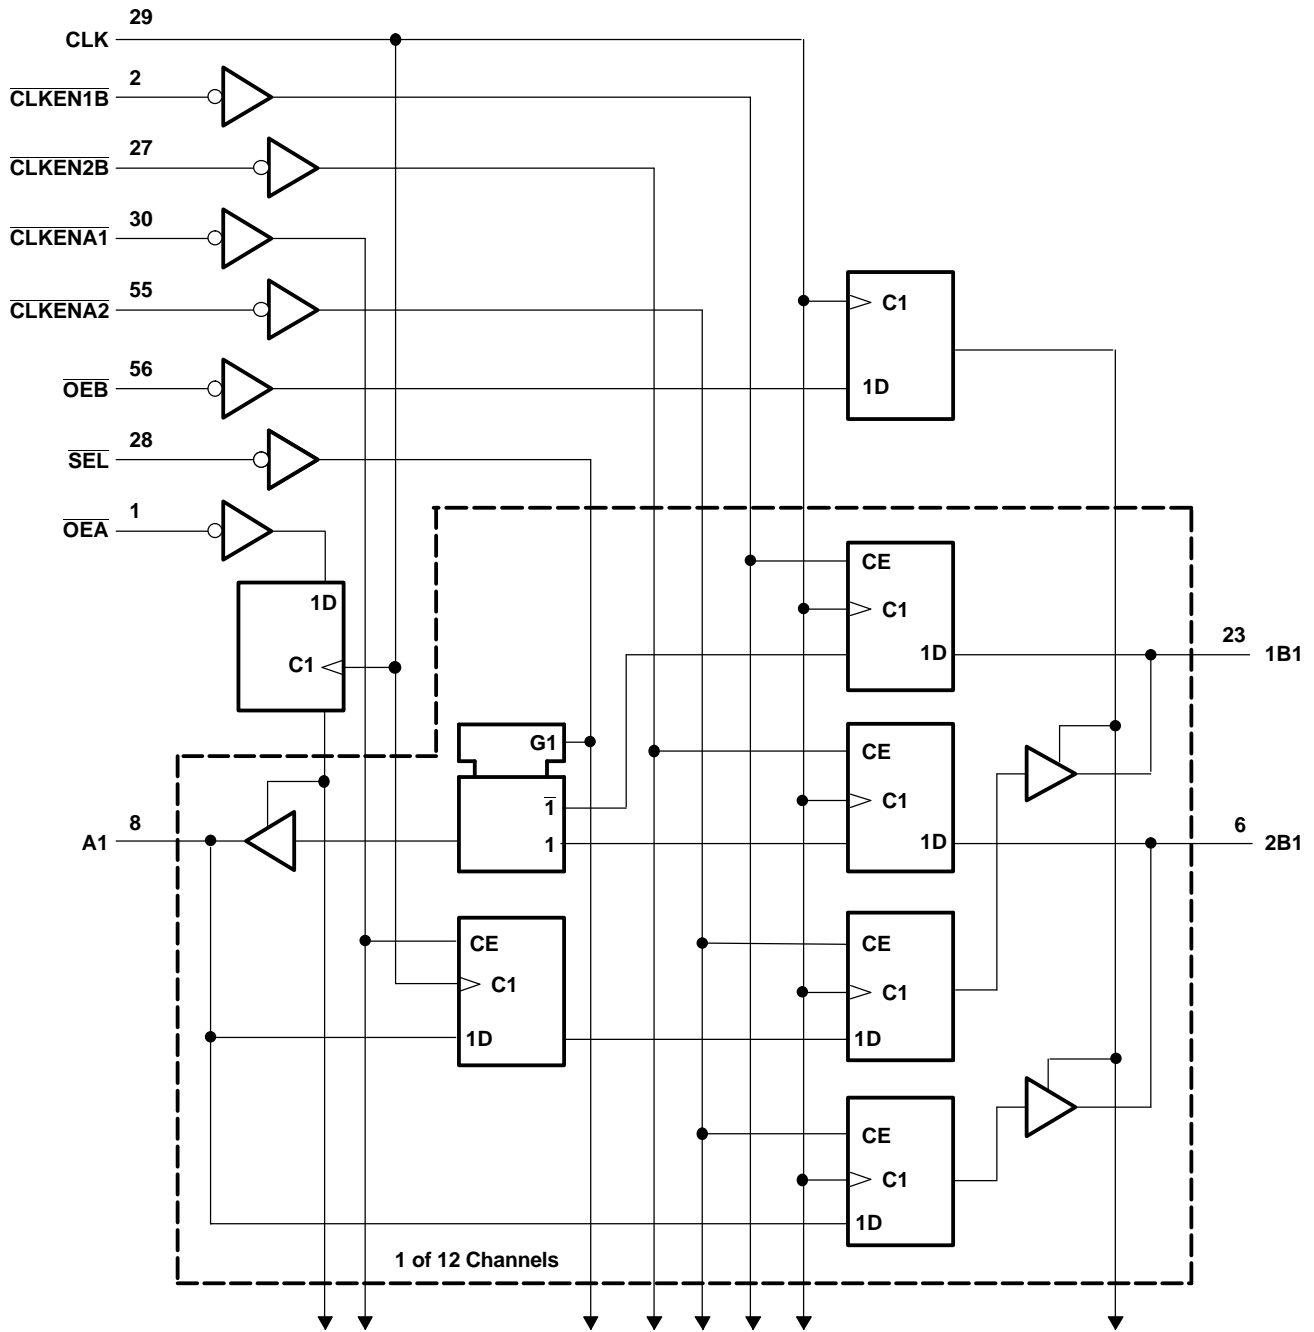 29
CLK
2
CLKEN1B
27
CLKEN2B
30
CLKENA1
55
CLKENA2
C1
56
OEB
1D
28
SEL
1
OEA
CE
1D
C1
23
C1
1D
1B1
G1
CE
1
C1
8
6
A1
1
1D
2B1
CE
CE
C1
C1
1D
1D
CE
C1
1D
1 of 12 Channels